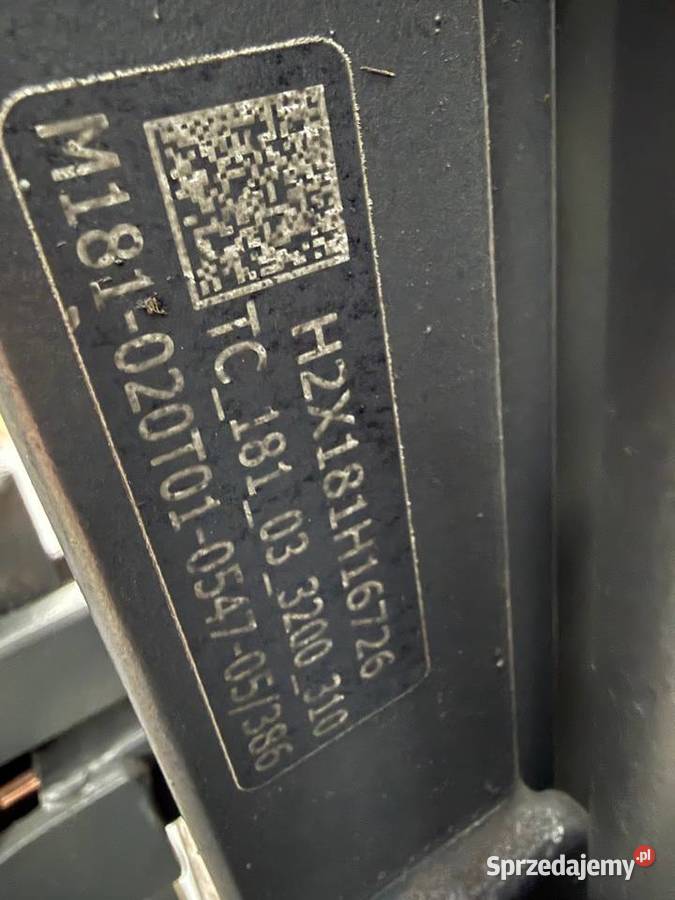 H2X181H16726
TC_181_03_3200_310
M181-020T01-0547-05/386
Sprzedajemy.pl